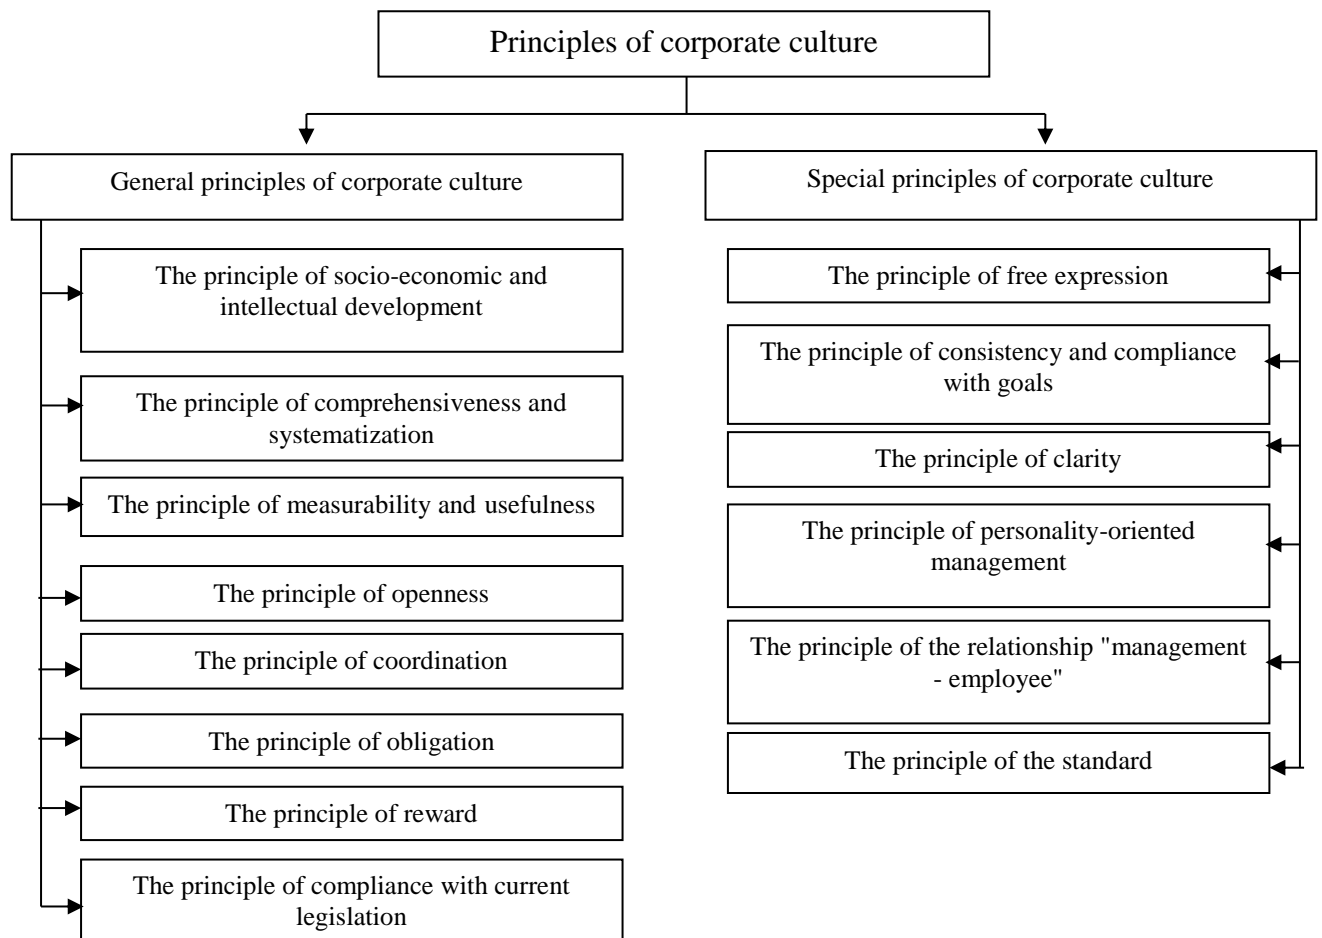 Principles of corporate culture
General principles of corporate culture
The principle of socio-economic and
intellectual development
The principle of comprehensiveness and
systematization
The principle of measurability and usefulness
The principle of openness
The principle of coordination
The principle of obligation
The principle of reward
The principle of compliance with current
legislation
Special principles of corporate culture
The principle of free expression
The principle of consistency and compliance
with goals
The principle of clarity
The principle of personality-oriented
management
The principle of the relationship "management
- employee"
The principle of the standard